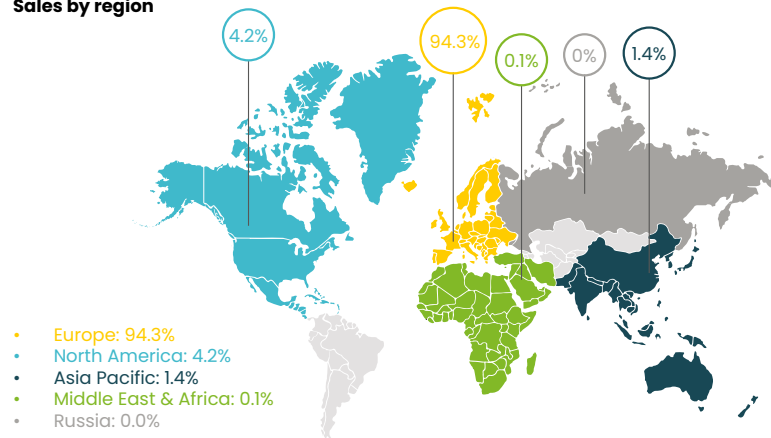 Sales by region
4.2%
94.3%
0.1%
0%
1.4%
• Europe: 94.3%
• North America: 4.2%
• Asia Pacific: 1.4%
• Middle East & Africa: 0.1%
• Russia: 0.0%